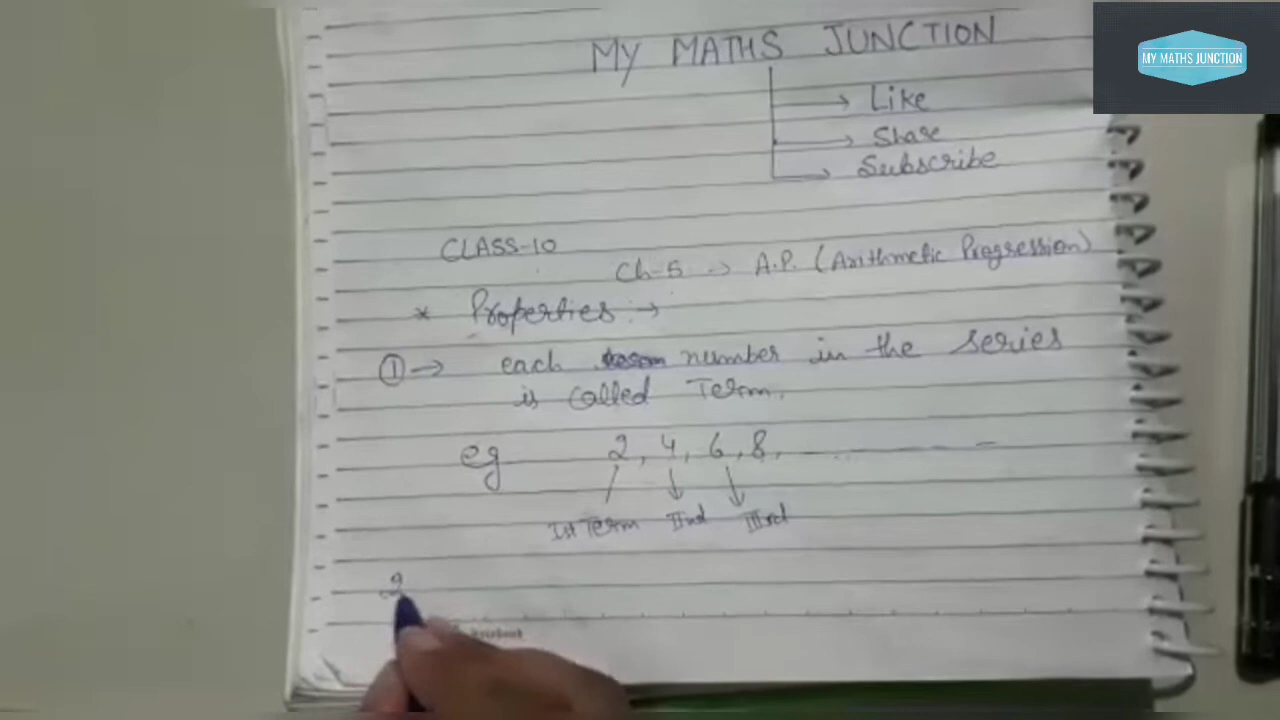 MY MATHS JUNCTION
MY MATHS JUNCTION
Like
Share
Subscribe
CLASS-10
Ch-5 → A.P. (Arithmetic Progression)
* Properties :→
① → each number in the series
is called Term.
eg 2, 4, 6, 8, ...
Ist Term IInd IIIrd
2